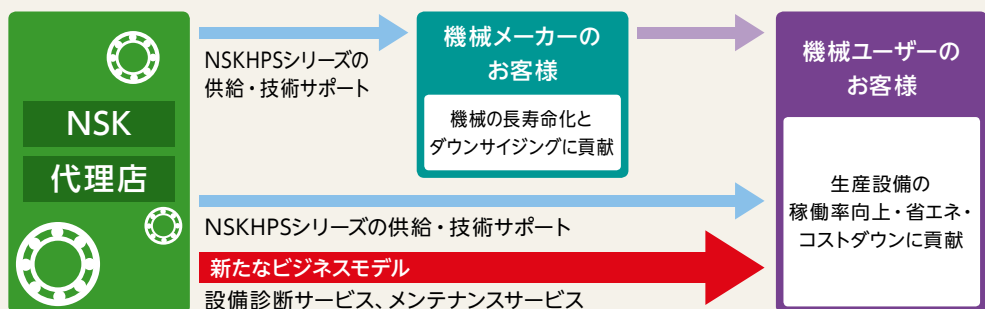 NSK
代理店
NSKHPSシリーズの
供給・技術サポート
機械メーカーの
お客様
機械の長寿命化と
ダウンサイジングに貢献
NSKHPSシリーズの供給・技術サポート
新たなビジネスモデル
設備診断サービス、メンテナンスサービス
機械ユーザーの
お客様
生産設備の
稼働率向上・省エネ・
コストダウンに貢献